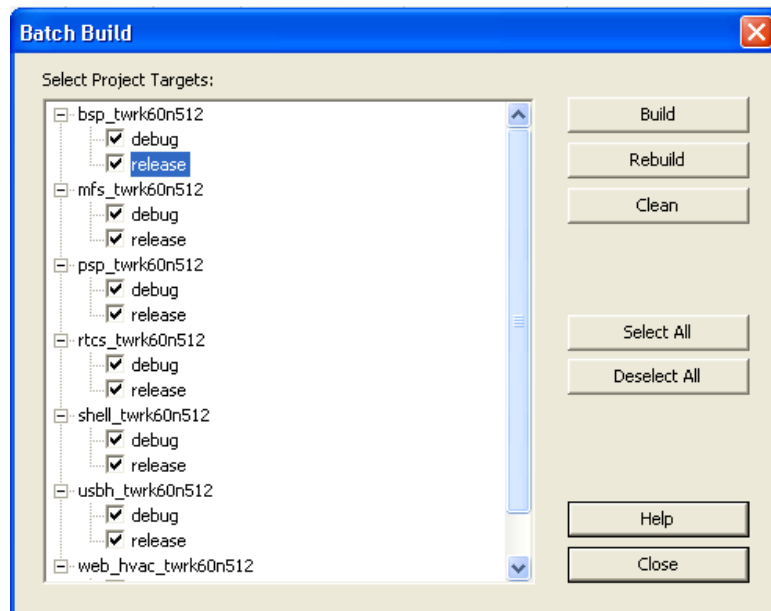 Batch Build
Select Project Targets:
bsp_twrk60n512
debug
release
mfs_twrk60n512
debug
release
psp_twrk60n512
debug
release
rtcs_twrk60n512
debug
release
shell_twrk60n512
debug
release
usbh_twrk60n512
debug
release
web_hvac_twrk60n512
Build
Rebuild
Clean
Select All
Deselect All
Help
Close